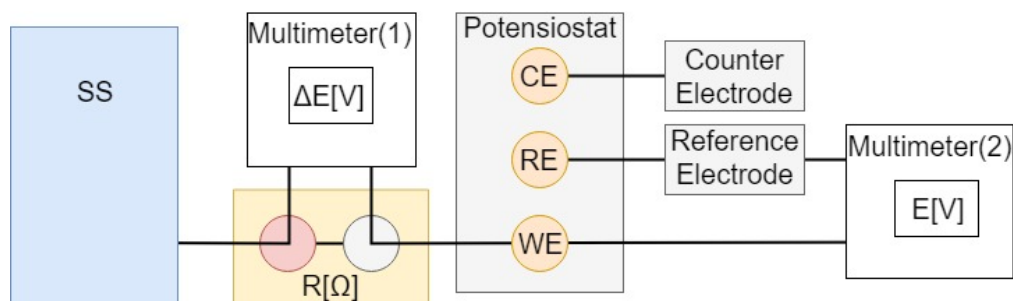 SS
Multimeter(1)
ΔE[V]
R[Ω]
Potensiostat
CE
RE
WE
Counter
Electrode
Reference
Electrode
Multimeter(2)
E[V]